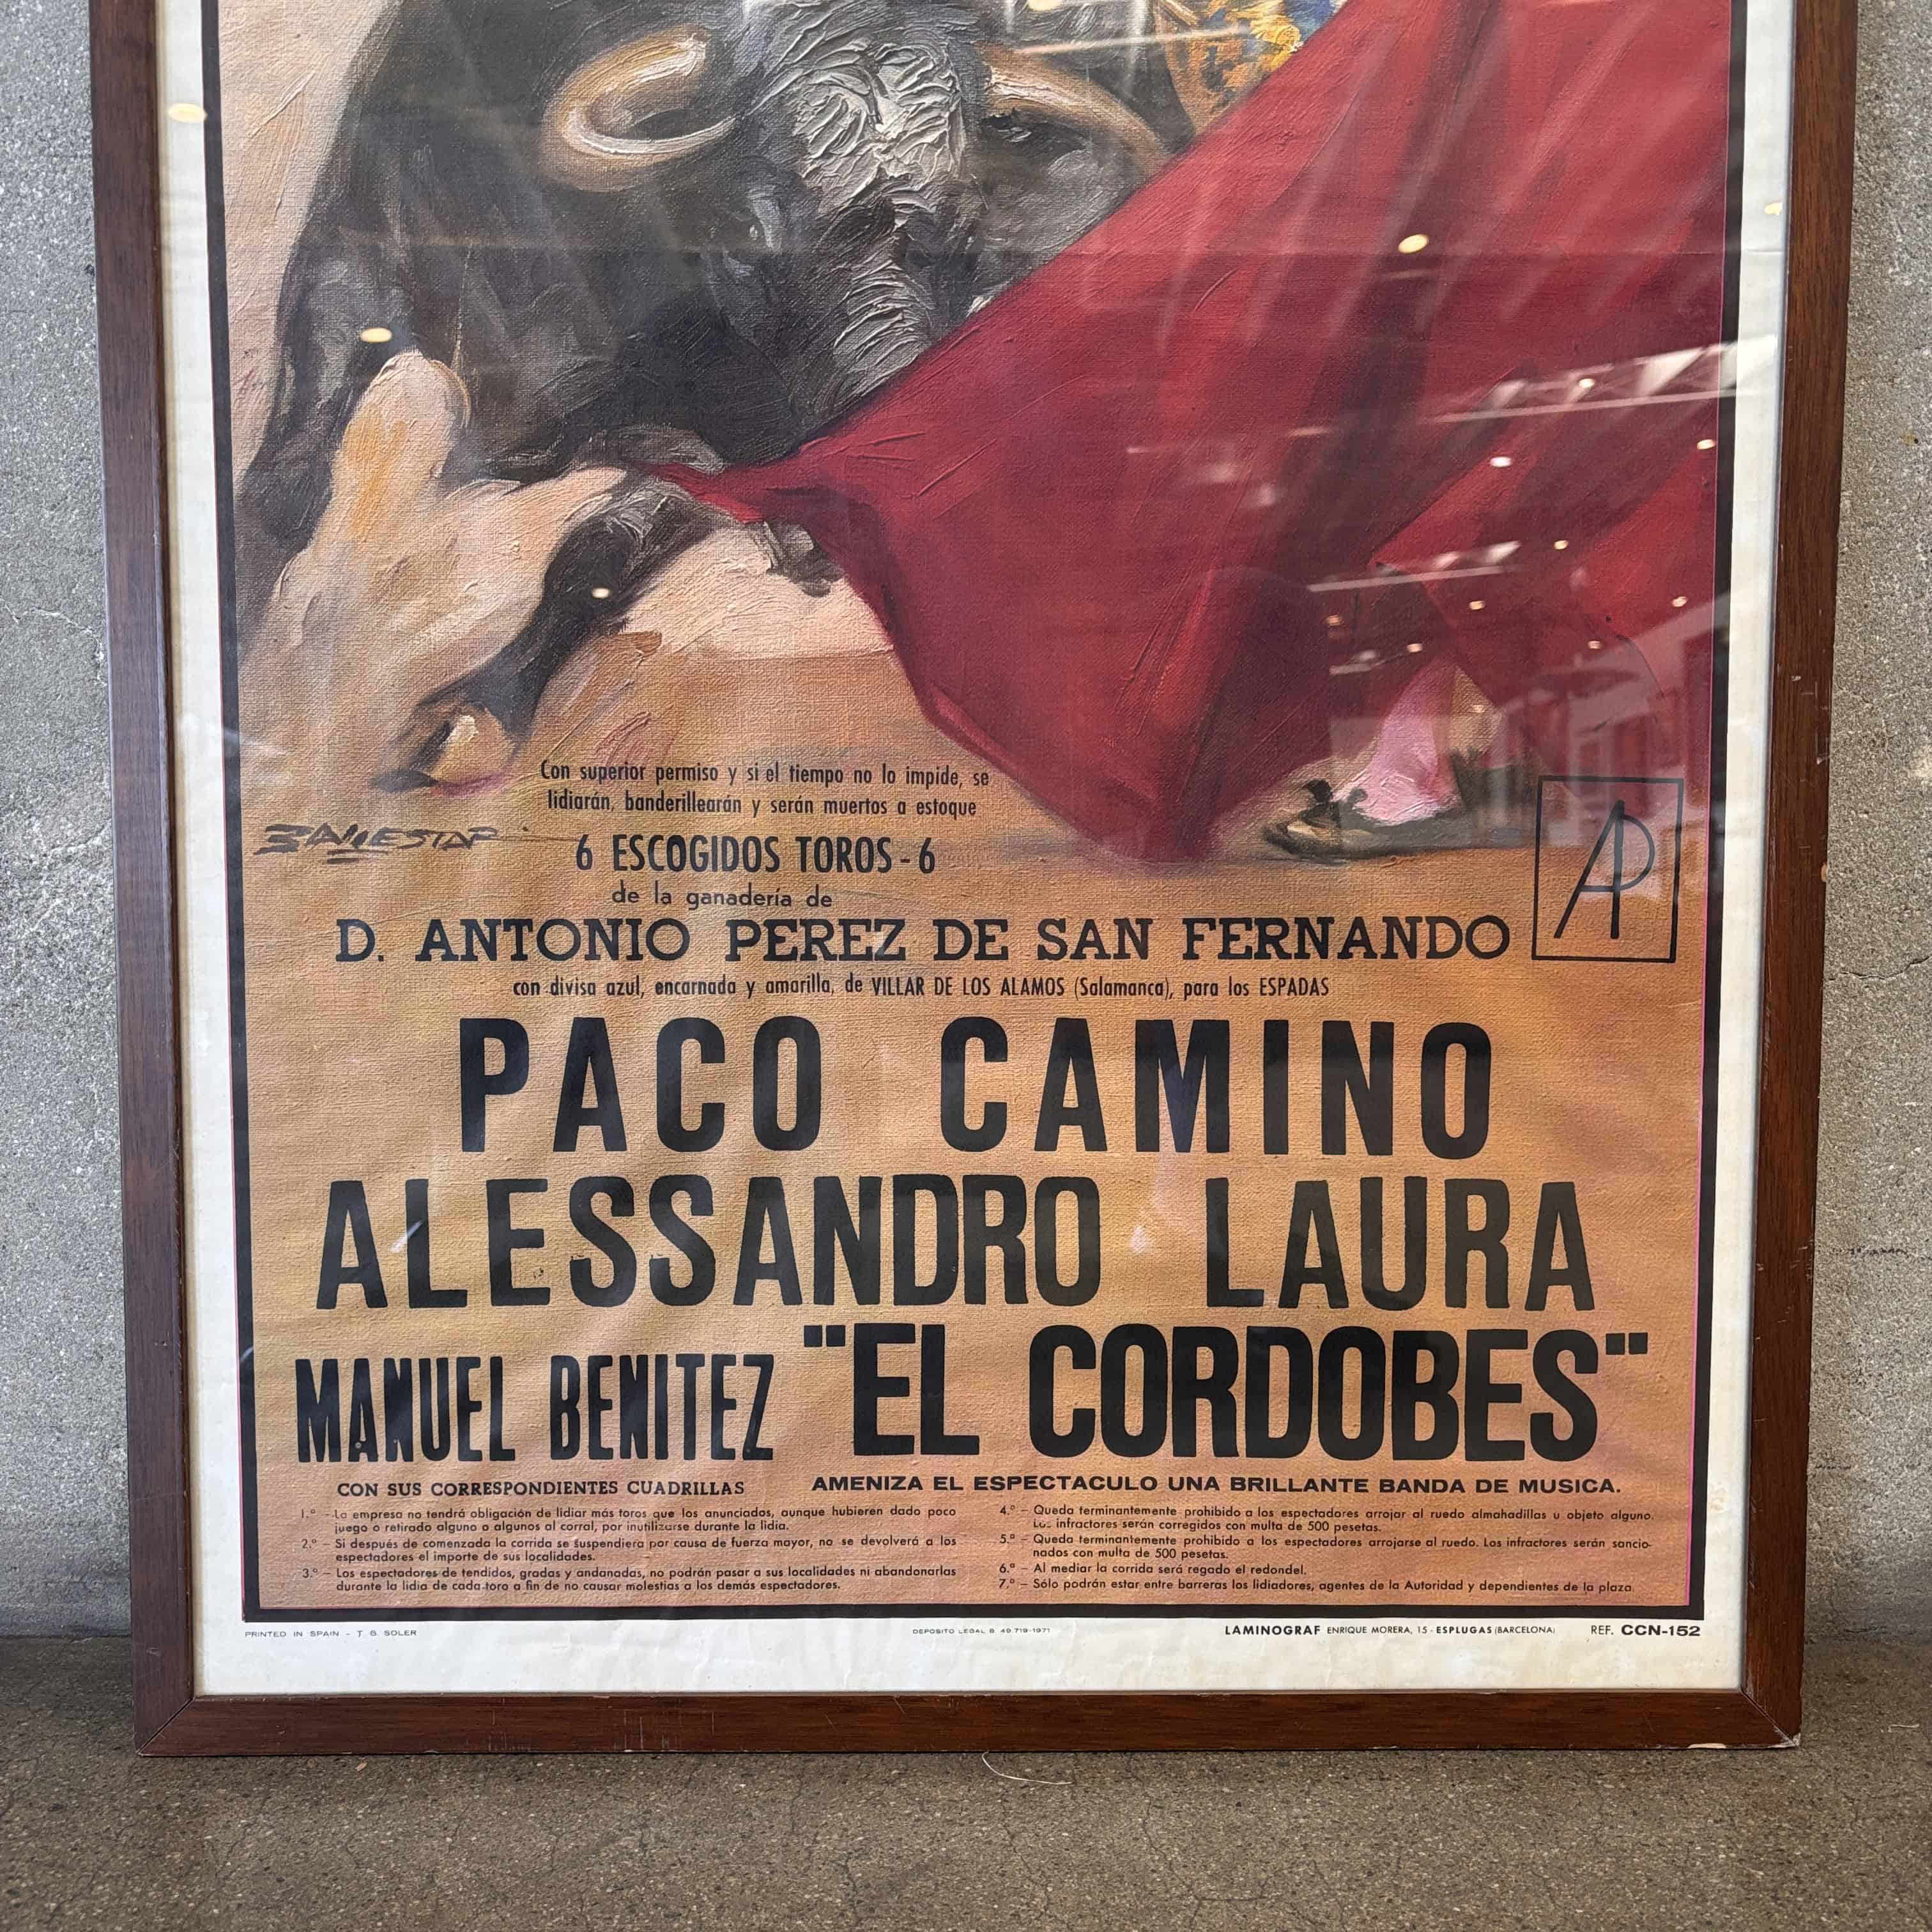 Con superior permiso y si el tiempo no lo impide, se
lidiarán, banderillearán y serán muertos a estoque
BALLESTAR
6 ESCOGIDOS TOROS - 6
de la ganadería de
AP
D. ANTONIO PEREZ DE SAN FERNANDO
con divisa azul, encarnada y amarilla, de VILLAR DE LOS ALAMOS (Salamanca), para los ESPADAS
PACO CAMINO
ALESSANDRO LAURA
MANUEL BENITEZ "EL CORDOBES"
CON SUS CORRESPONDIENTES CUADRILLAS
AMENIZA EL ESPECTACULO UNA BRILLANTE BANDA DE MUSICA.
1.º - La empresa no tendrá obligación de lidiar más toros que los anunciados, aunque hubieren dado poco
juego o retirado alguno o algunos al corral, por inutilizarse durante la lidia.
2.º - Si después de comenzada la corrida se suspendiera por causa de fuerza mayor, no se devolverá a los
espectadores el importe de sus localidades.
3.º - Los espectadores de tendidos, gradas y andanadas, no podrán pasar a sus localidades ni abandonarlas
durante la lidia de cada toro a fin de no causar molestias a los demás espectadores.
4.º - Queda terminantemente prohibido a los espectadores arrojar al ruedo almohadillas u objeto alguno.
Los infractores serán corregidos con multa de 500 pesetas.
5.º - Queda terminantemente prohibido a los espectadores arrojarse al ruedo. Los infractores serán sancio-
nados con multa de 500 pesetas.
6.º - Al mediar la corrida será regado el redondel.
7.º - Sólo podrán estar entre barreras los lidiadores, agentes de la Autoridad y dependientes de la plaza.
PRINTED IN SPAIN - T. G. SOLER
DEPOSITO LEGAL B. 49.719-1971
LAMINOGRAF ENRIQUE MORERA, 15 - ESPLUGAS (BARCELONA)
REF. CCN-152